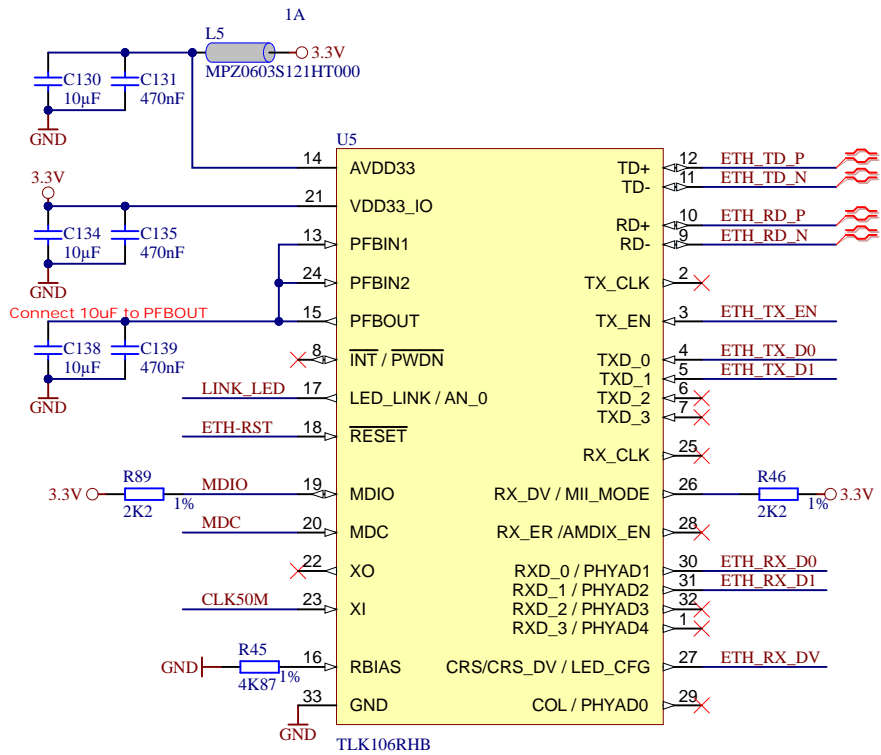 1A
L5
3.3V
MPZ0603S121HT000
C130
10µF
C131
470nF
GND
U5
14 AVDD33 TD+ 12 ETH_TD_P
TD- 11 ETH_TD_N
3.3V
21 VDD33_IO
C134
10µF
C135
470nF
GND
RD+ 10 ETH_RD_P
13 PFBIN1 RD- 9 ETH_RD_N
24 PFBIN2 TX_CLK 2
Connect 10uF to PFBOUT
15 PFBOUT TX_EN 3 ETH_TX_EN
C138
10µF
C139
470nF
GND
8 INT / PWDN TXD_0 4 ETH_TX_D0
TXD_1 5 ETH_TX_D1
LINK_LED 17 LED_LINK / AN_0 TXD_2 6
TXD_3 7
ETH-RST 18 RESET
RX_CLK 25
3.3V R89 2K2 1% MDIO 19 MDIO RX_DV / MII_MODE 26 R46 2K2 1% 3.3V
MDC 20 MDC RX_ER /AMDIX_EN 28
22 XO RXD_0 / PHYAD1 30 ETH_RX_D0
RXD_1 / PHYAD2 31 ETH_RX_D1
CLK50M 23 XI RXD_2 / PHYAD3 32
RXD_3 / PHYAD4 1
GND R45 4K87 1% 16 RBIAS CRS/CRS_DV / LED_CFG 27 ETH_RX_DV
33 GND COL / PHYAD0 29
GND
TLK106RHB